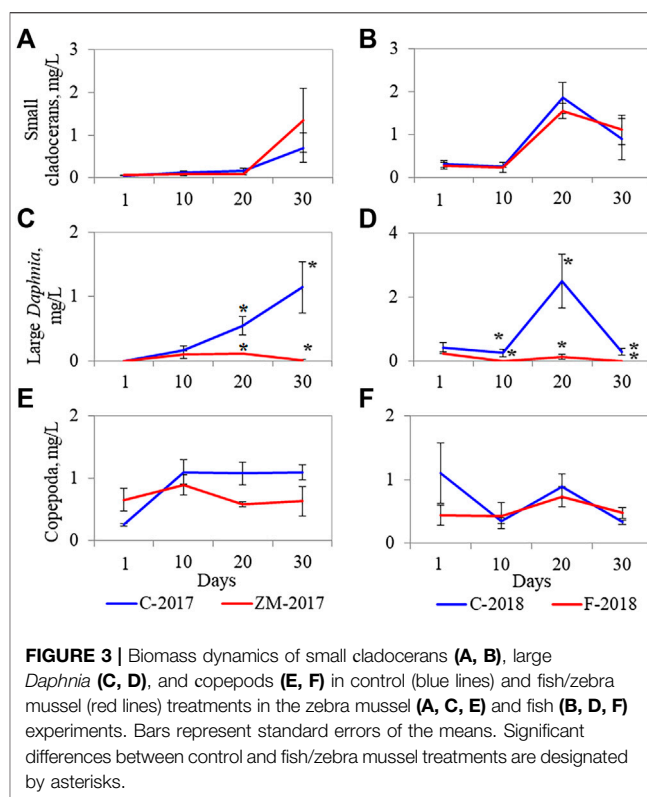 A
B
Small
cladocerans, mg/L
3
2
1
0
1 10 20 30
3
2
1
0
1 10 20 30
C
D
Large Daphnia,
mg/L
2
1
0
*
*
*
*
1 10 20 30
4
2
0
*
*
*
*
*
*
1 10 20 30
E
F
Copepoda, mg/L
2
1
0
1 10 20 30
Days
2
1
0
1 10 20 30
Days
C-2017 ZM-2017
C-2018 F-2018
FIGURE 3 | Biomass dynamics of small cladocerans (A, B), large
Daphnia (C, D), and copepods (E, F) in control (blue lines) and fish/zebra
mussel (red lines) treatments in the zebra mussel (A, C, E) and fish (B, D, F)
experiments. Bars represent standard errors of the means. Significant
differences between control and fish/zebra mussel treatments are designated
by asterisks.